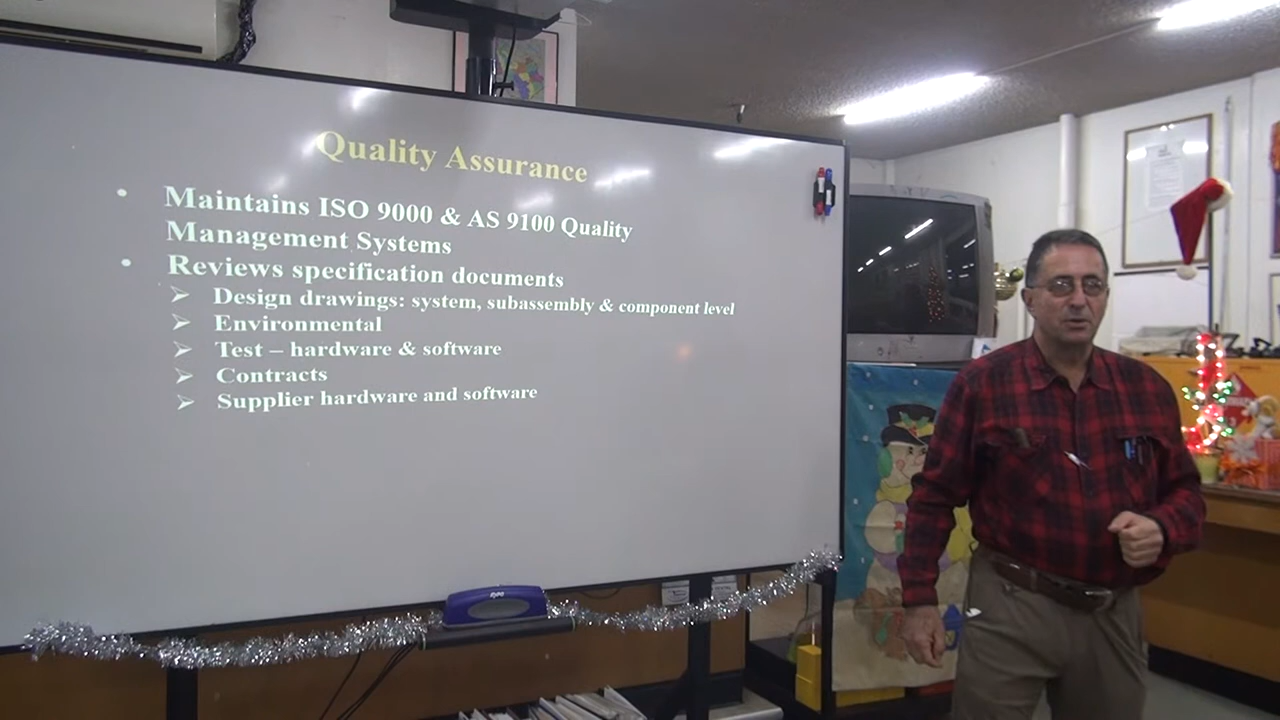 Quality Assurance
• Maintains ISO 9000 & AS 9100 Quality
Management Systems
• Reviews specification documents
➢ Design drawings: system, subassembly & component level
➢ Environmental
➢ Test – hardware & software
➢ Contracts
➢ Supplier hardware and software
EXPO